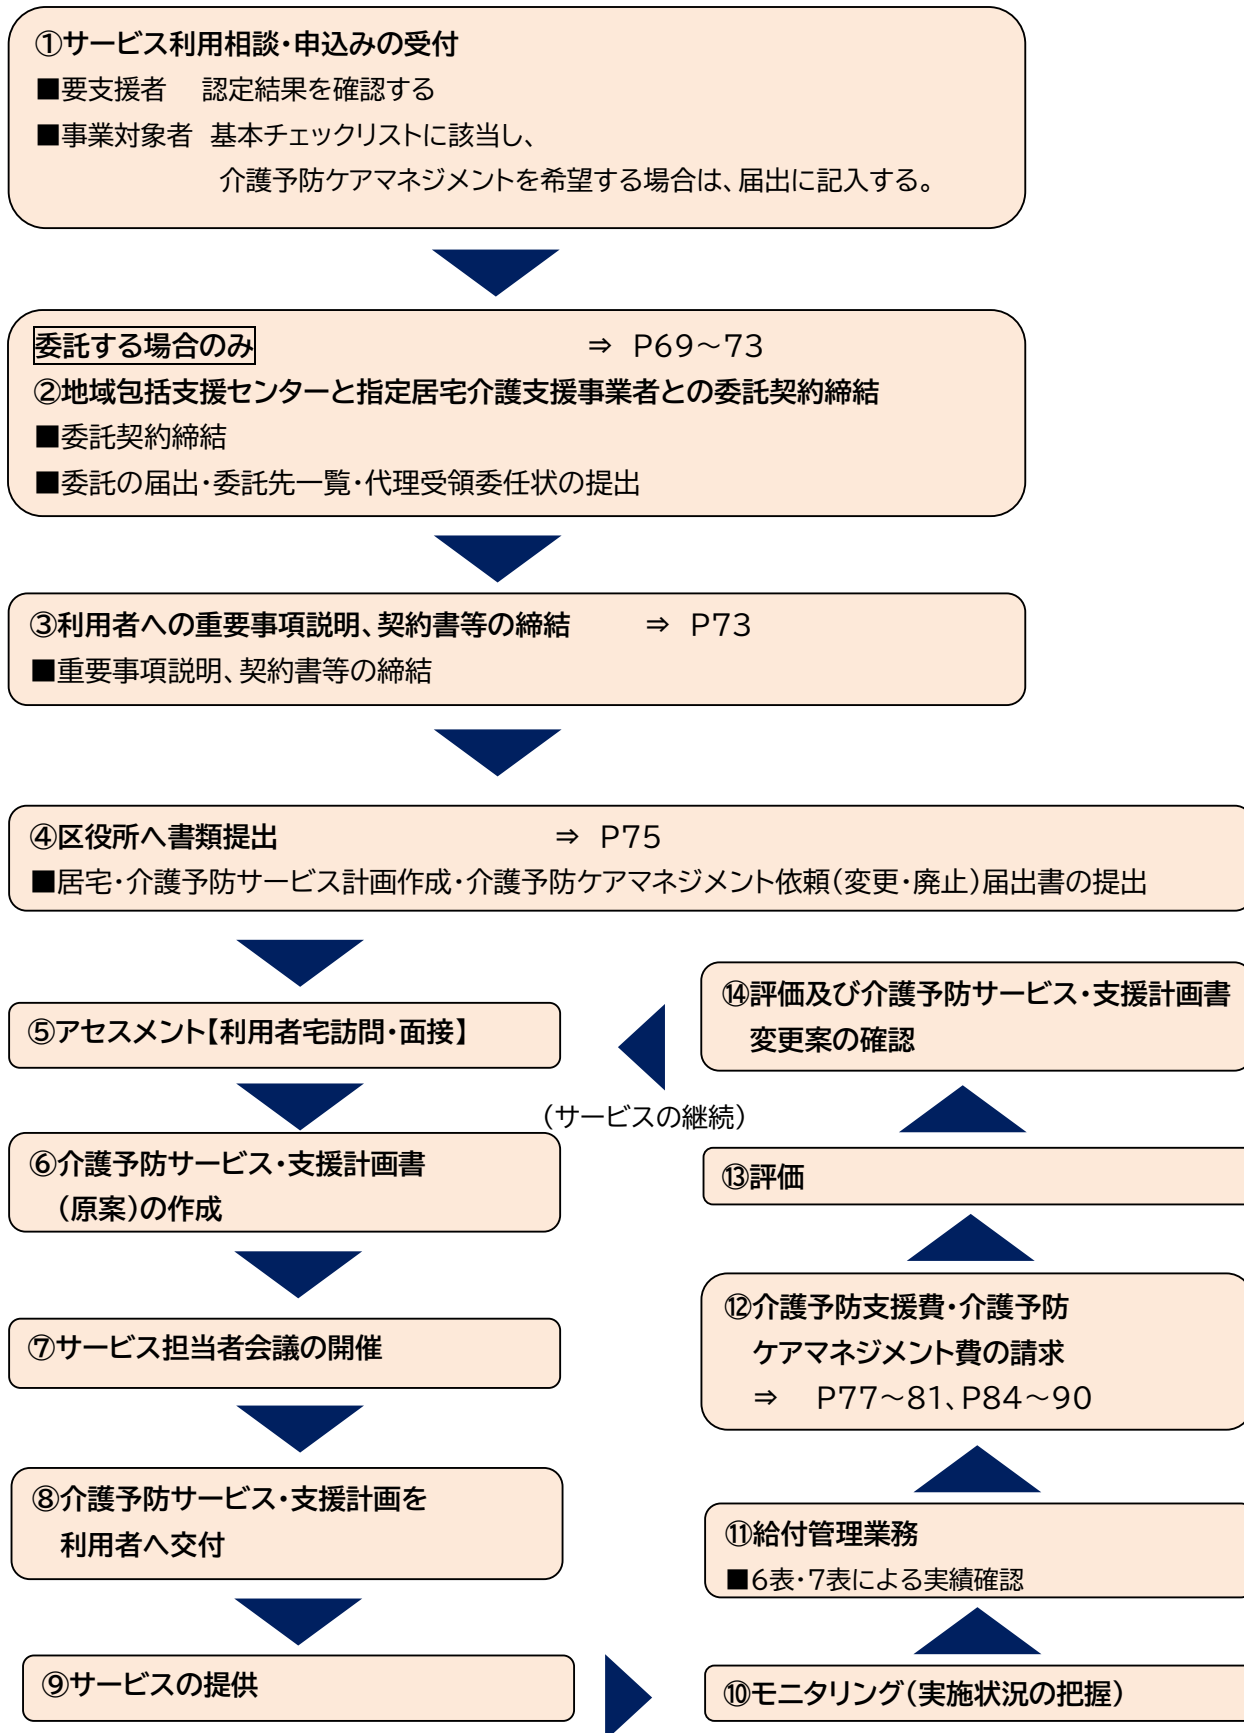 ①サービス利用相談・申込みの受付
■要支援者　認定結果を確認する
■事業対象者 基本チェックリストに該当し、
介護予防ケアマネジメントを希望する場合は、届出に記入する。
委託する場合のみ ⇒ P69～73
②地域包括支援センターと指定居宅介護支援事業者との委託契約締結
■委託契約締結
■委託の届出・委託先一覧・代理受領委任状の提出
③利用者への重要事項説明、契約書等の締結 ⇒ P73
■重要事項説明、契約書等の締結
④区役所へ書類提出 ⇒ P75
■居宅・介護予防サービス計画作成・介護予防ケアマネジメント依頼(変更・廃止)届出書の提出
⑤アセスメント【利用者宅訪問・面接】
⑥介護予防サービス・支援計画書
(原案)の作成
⑦サービス担当者会議の開催
⑧介護予防サービス・支援計画を
利用者へ交付
⑨サービスの提供
⑩モニタリング(実施状況の把握)
⑪給付管理業務
■6表・7表による実績確認
⑫介護予防支援費・介護予防
ケアマネジメント費の請求
⇒ P77～81、P84～90
⑬評価
⑭評価及び介護予防サービス・支援計画書
変更案の確認
(サービスの継続)